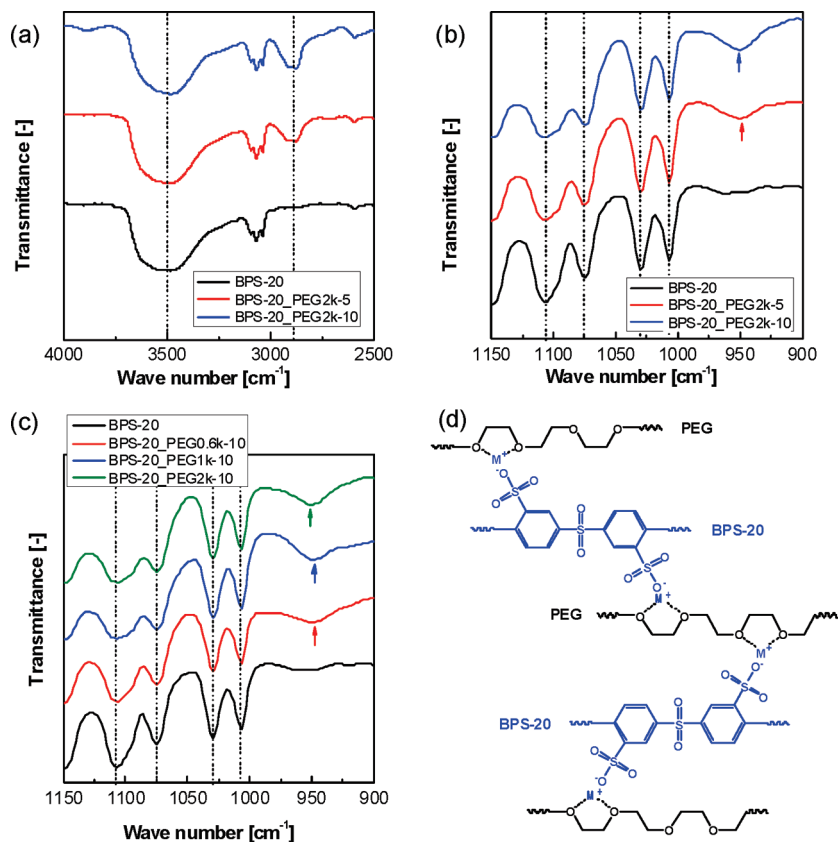 (a)
Transmittance [-]
BPS-20
BPS-20_PEG2k-5
BPS-20_PEG2k-10
4000 3500 3000 2500
Wave number [cm⁻¹]
(b)
Transmittance [-]
BPS-20
BPS-20_PEG2k-5
BPS-20_PEG2k-10
1150 1100 1050 1000 950 900
Wave number [cm⁻¹]
(c)
Transmittance [-]
BPS-20
BPS-20_PEG0.6k-10
BPS-20_PEG1k-10
BPS-20_PEG2k-10
1150 1100 1050 1000 950 900
Wave number [cm⁻¹]
(d)
O O
PEG
O O
M⁺
⁻O
O S
O
O
S
O
BPS-20
O S
O
O⁻
M⁺
PEG
O O O O
M⁺
O⁻
S O
O
O
S
O
BPS-20
S O
O
⁻O
M⁺
O O O O